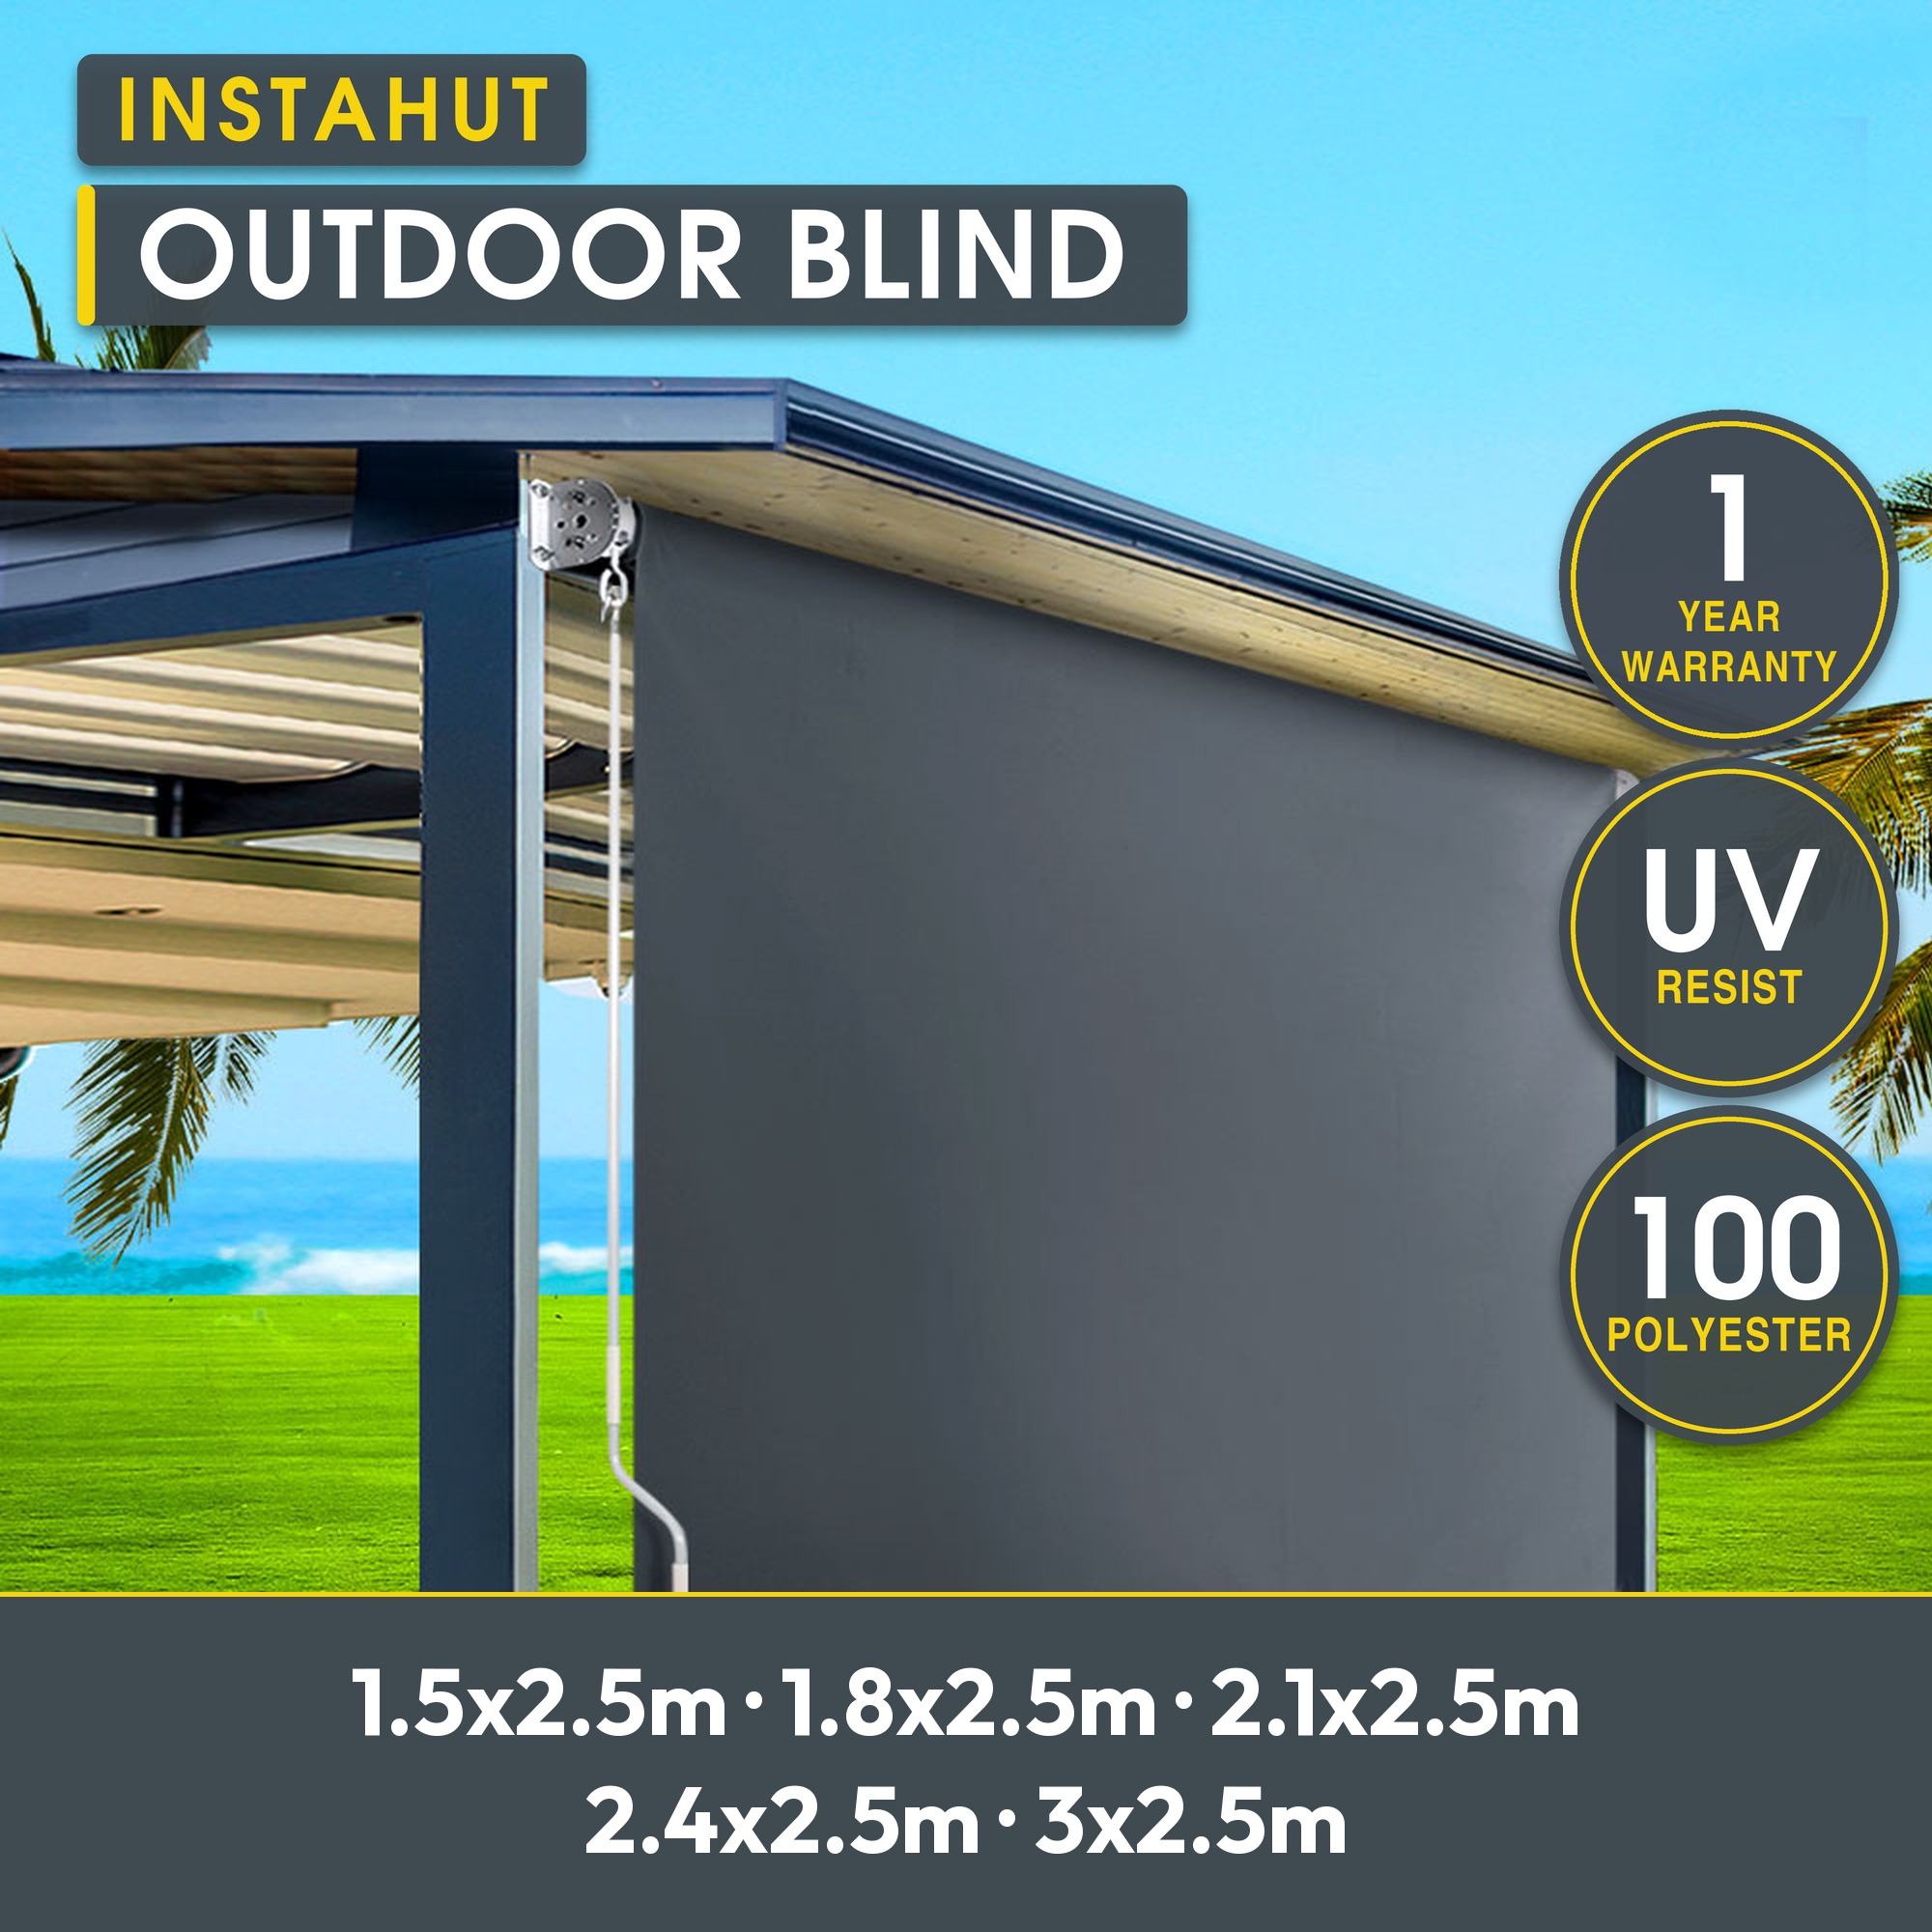 INSTAHUT
OUTDOOR BLIND
1
YEAR
WARRANTY
UV
RESIST
100
POLYESTER
1.5x2.5m · 1.8x2.5m · 2.1x2.5m
2.4x2.5m · 3x2.5m